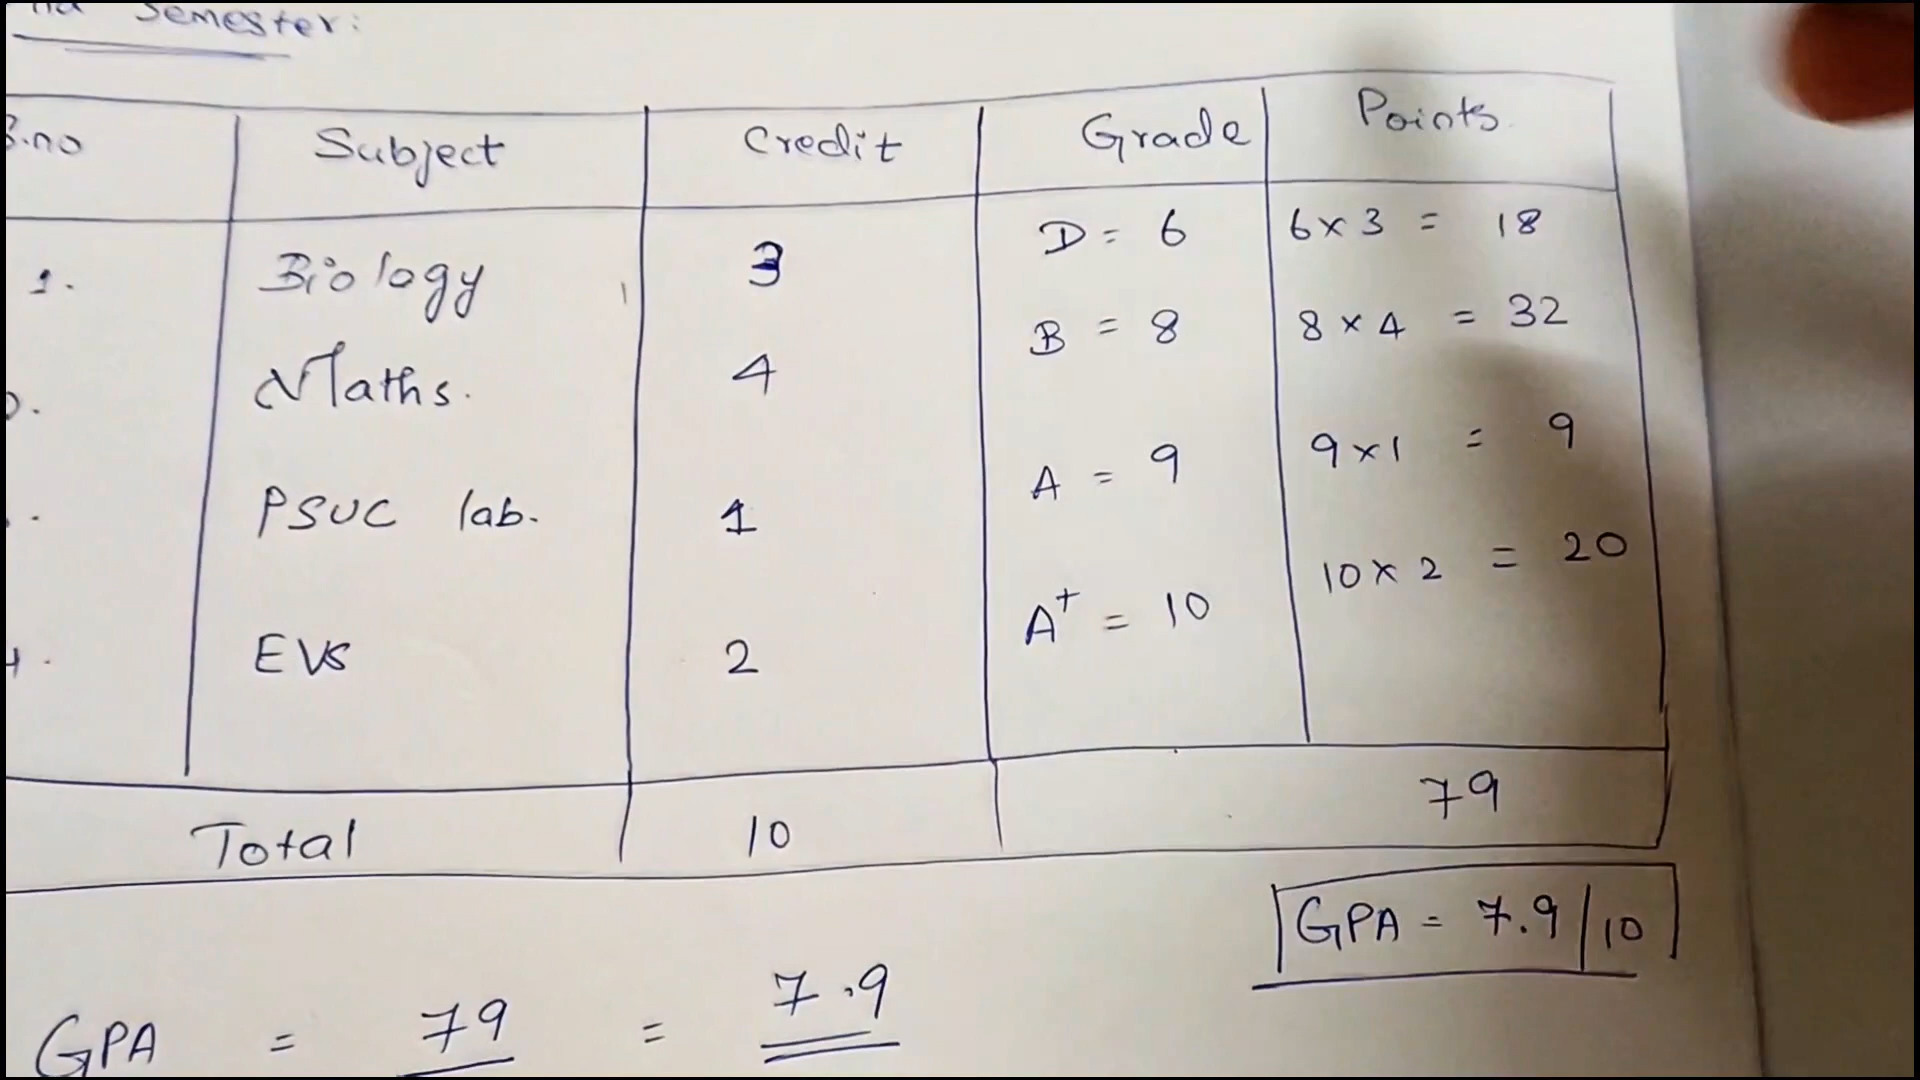 Semester:
S.no Subject Credit Grade Points
1. Biology 3 D = 6 6 x 3 = 18
Maths. 4 B = 8 8 x 4 = 32
PSUC lab. 1 A = 9 9 x 1 = 9
4. EVS 2 A+ = 10 10 x 2 = 20
Total 10 79
GPA = 7.9/10
GPA = 79 = 7.9